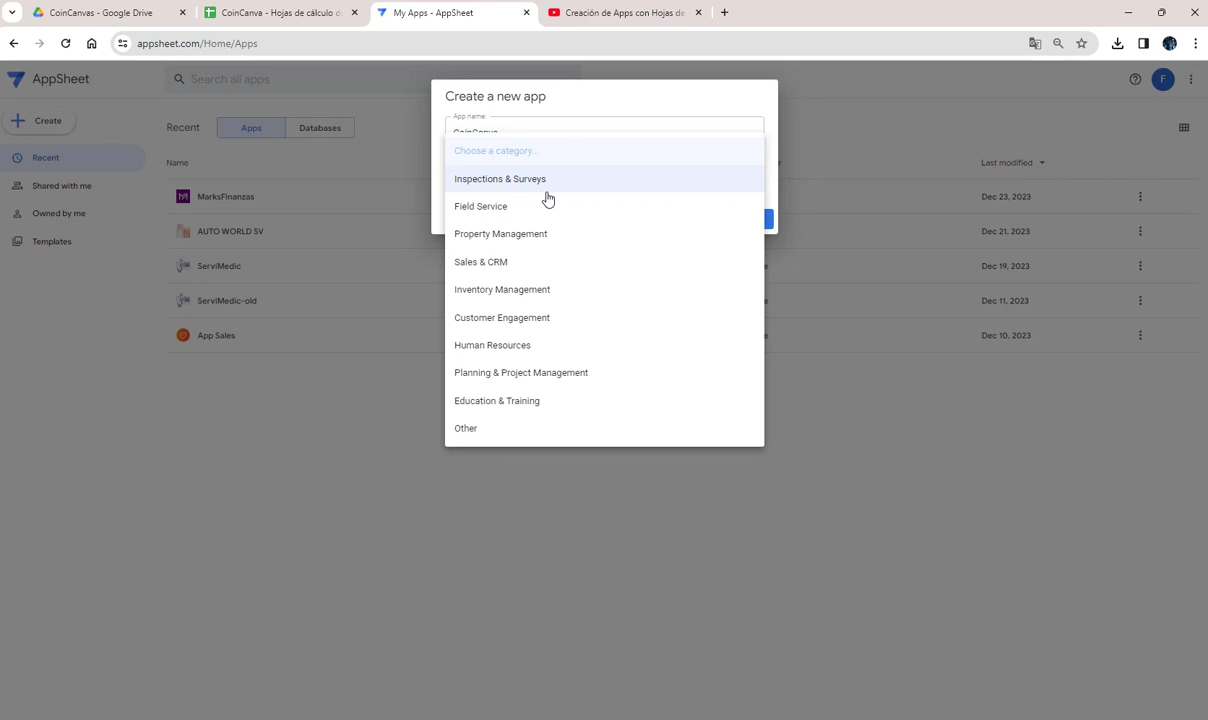 CoinCanvas - Google Drive
CoinCanva - Hojas de cálculo d
My Apps - AppSheet
Creación de Apps con Hojas de
appsheet.com/Home/Apps
AppSheet
Search all apps
F
Create
Recent
Shared with me
Owned by me
Templates
Recent
Apps
Databases
Name
Last modified
MarksFinanzas
Dec 23, 2023
AUTO WORLD SV
Dec 21, 2023
ServiMedic
Dec 19, 2023
ServiMedic-old
Dec 11, 2023
App Sales
Dec 10, 2023
Create a new app
App name:
CoinCanva
Choose a category...
Inspections & Surveys
Field Service
Property Management
Sales & CRM
Inventory Management
Customer Engagement
Human Resources
Planning & Project Management
Education & Training
Other